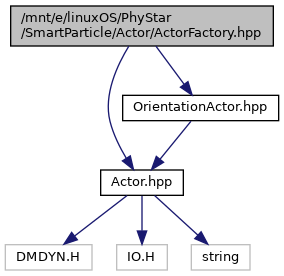 /mnt/e/linuxOS/PhyStar
/SmartParticle/Actor/ActorFactory.hpp
OrientationActor.hpp
Actor.hpp
DMDYN.H
IO.H
string